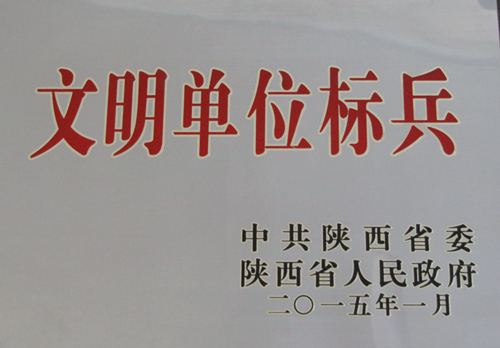 文明单位标兵
中共陕西省委
陕西省人民政府
二〇一五年一月